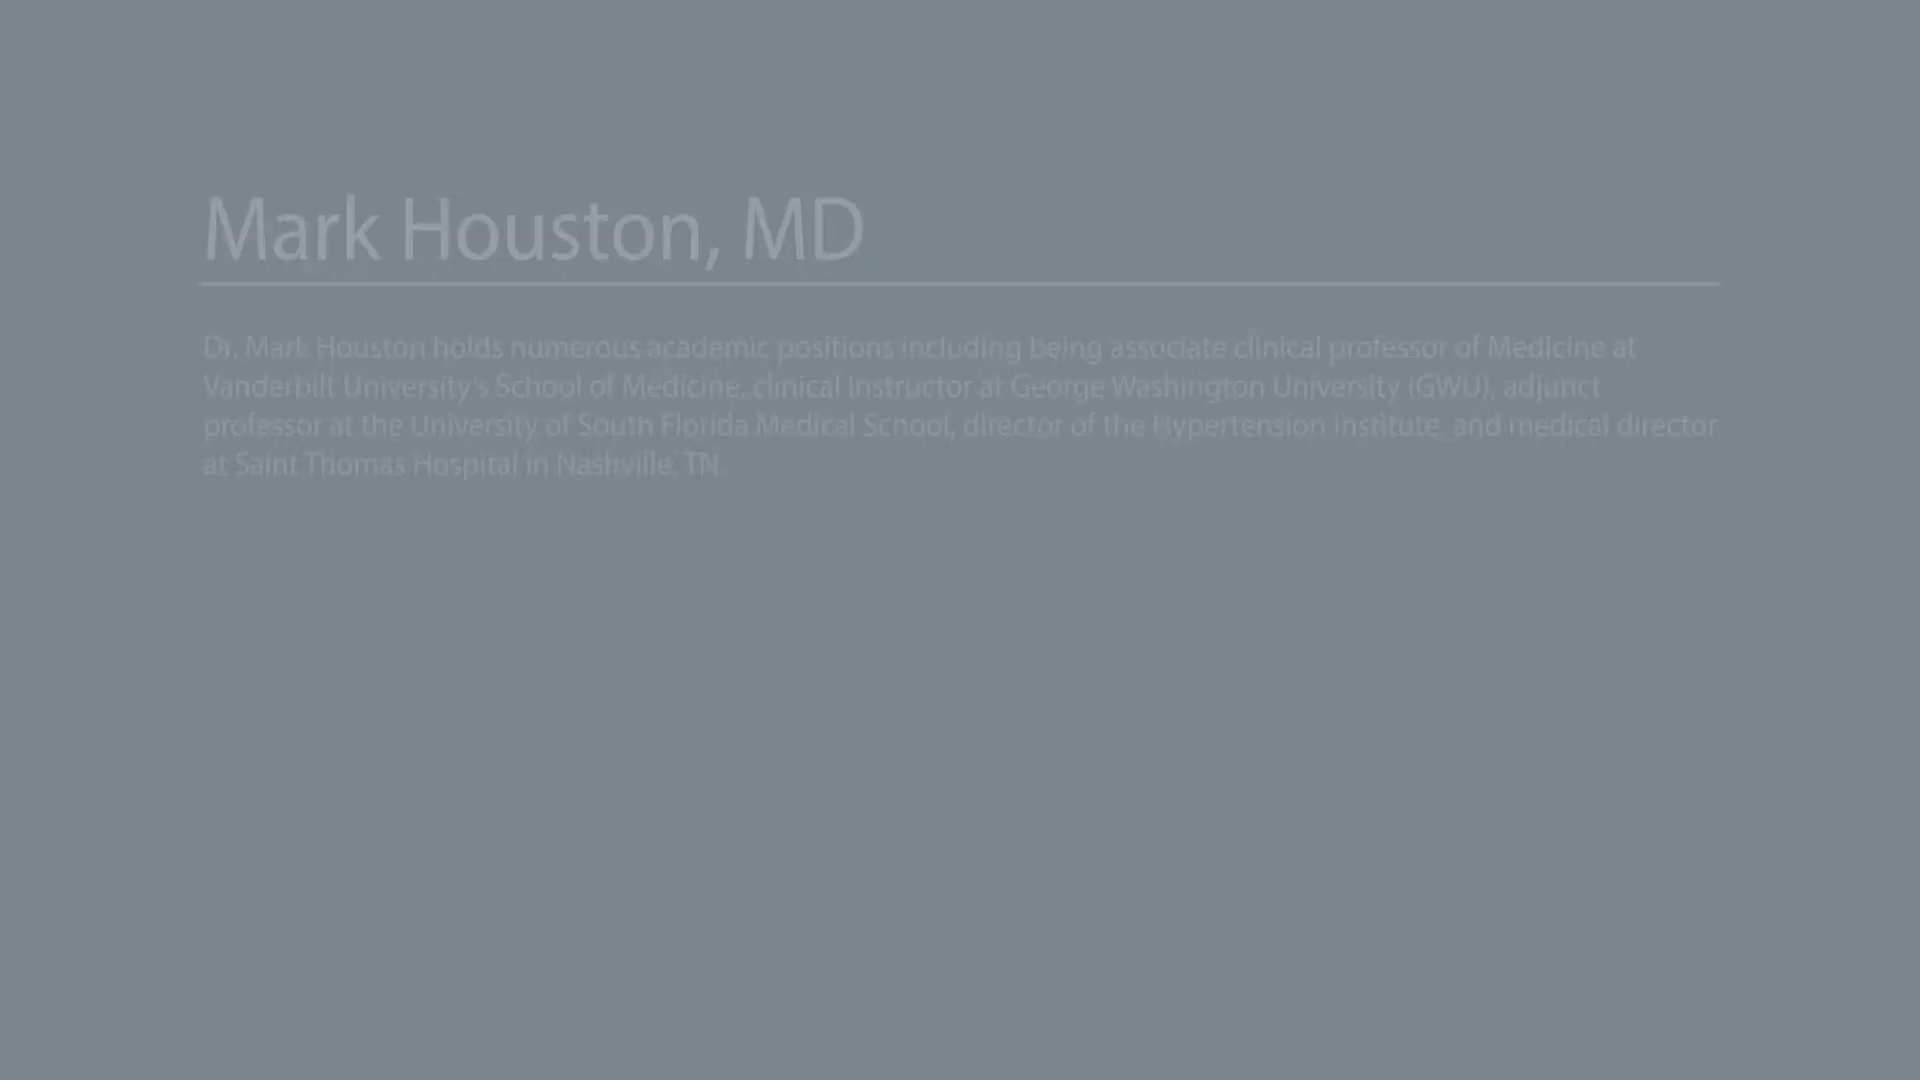 Mark Houston, MD
Dr. Mark Houston holds numerous academic positions including being associate clinical professor of Medicine at
Vanderbilt University's School of Medicine, clinical instructor at George Washington University (GWU), adjunct
professor at the University of South Florida Medical School, director of the Hypertension Institute, and medical director
at Saint Thomas Hospital in Nashville, TN.